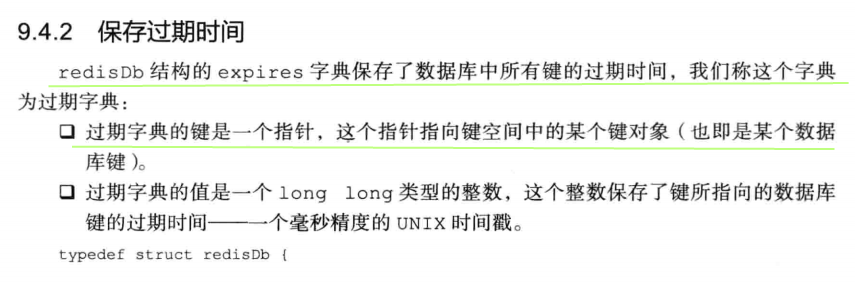 9.4.2 保存过期时间
redisDb 结构的 expires 字典保存了数据库中所有键的过期时间，我们称这个字典
为过期字典：
❑ 过期字典的键是一个指针，这个指针指向键空间中的某个键对象（也即是某个数据
库键）。
❑ 过期字典的值是一个 long long 类型的整数，这个整数保存了键所指向的数据库
键的过期时间——一个毫秒精度的 UNIX 时间戳。
typedef struct redisDb {